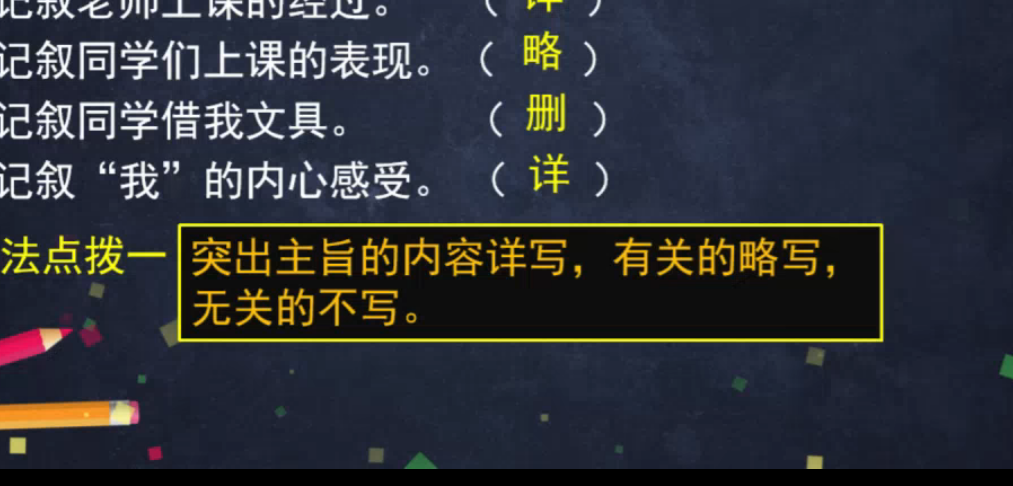 记叙老师上课的经过。 （ 详 ）
记叙同学们上课的表现。（ 略 ）
记叙同学借我文具。 （ 删 ）
记叙“我”的内心感受。 （ 详 ）
法点拨一
突出主旨的内容详写，有关的略写，
无关的不写。